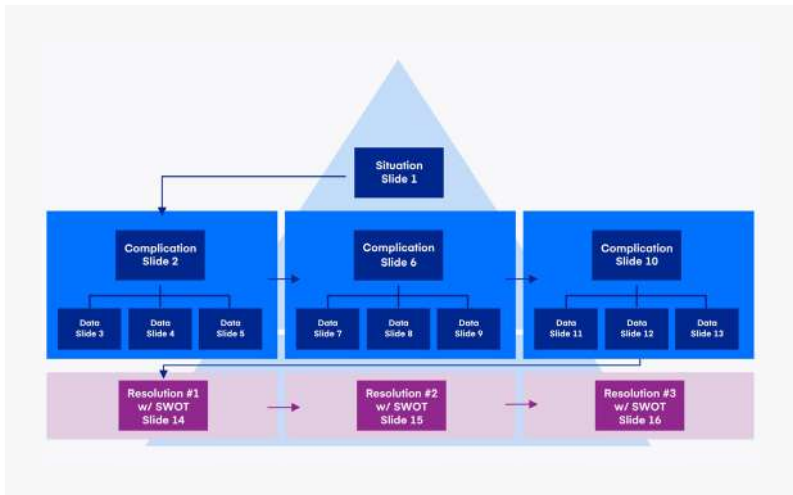 Situation
Slide 1
Complication
Slide 2
Data
Slide 3
Data
Slide 4
Data
Slide 5
Complication
Slide 6
Data
Slide 7
Data
Slide 8
Data
Slide 9
Complication
Slide 10
Data
Slide 11
Data
Slide 12
Data
Slide 13
Resolution #1
w/ SWOT
Slide 14
Resolution #2
w/ SWOT
Slide 15
Resolution #3
w/ SWOT
Slide 16